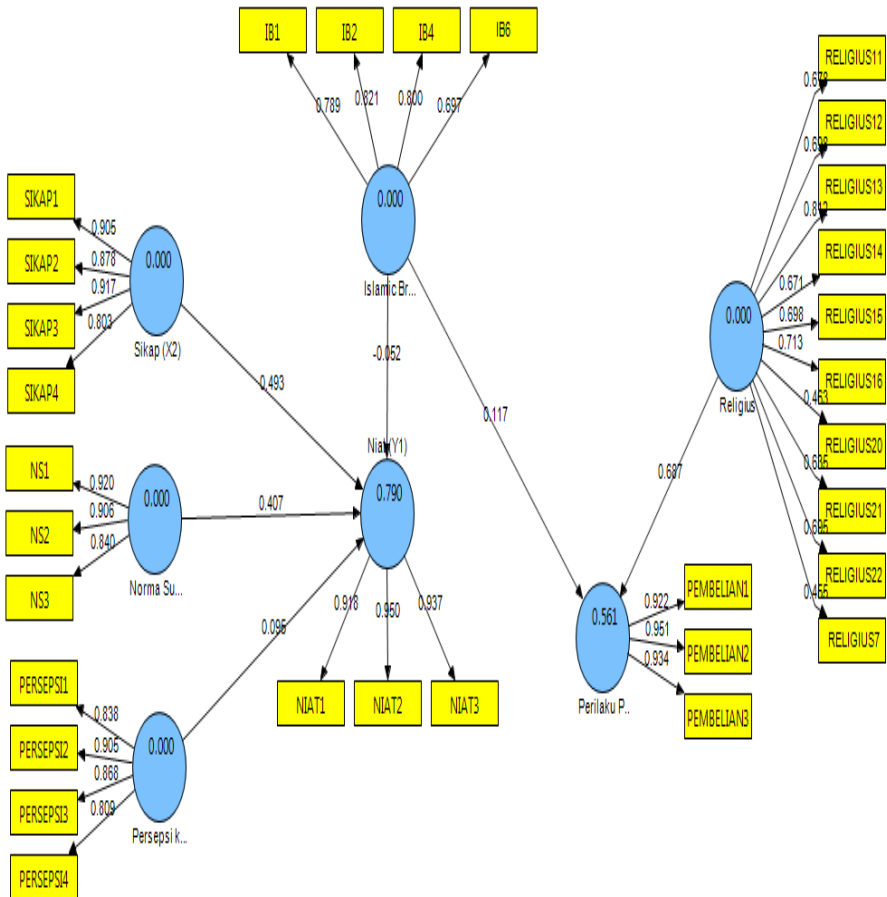 IB1 IB2 IB4 IB6
0.789 0.821 0.800 0.697
0.000
Islamic Br...
SIKAP1
SIKAP2
SIKAP3
SIKAP4
0.905
0.878
0.917
0.803
0.000
Sikap (X2)
0.493
-0.052
0.117
NS1
NS2
NS3
0.920
0.906
0.840
0.000
Norma Su...
0.407
Niat (Y1)
0.790
0.918 0.950 0.937
NIAT1 NIAT2 NIAT3
PERSEPSI1
PERSEPSI2
PERSEPSI3
PERSEPSI4
0.838
0.905
0.868
0.809
0.000
Persepsi k...
0.095
RELIGIUS11
RELIGIUS12
RELIGIUS13
RELIGIUS14
RELIGIUS15
RELIGIUS16
RELIGIUS20
RELIGIUS21
RELIGIUS22
RELIGIUS7
0.812
0.671
0.698
0.713
0.000
Religius
0.687
0.561
Perilaku P..
0.922
0.951
0.934
PEMBELIAN1
PEMBELIAN2
PEMBELIAN3